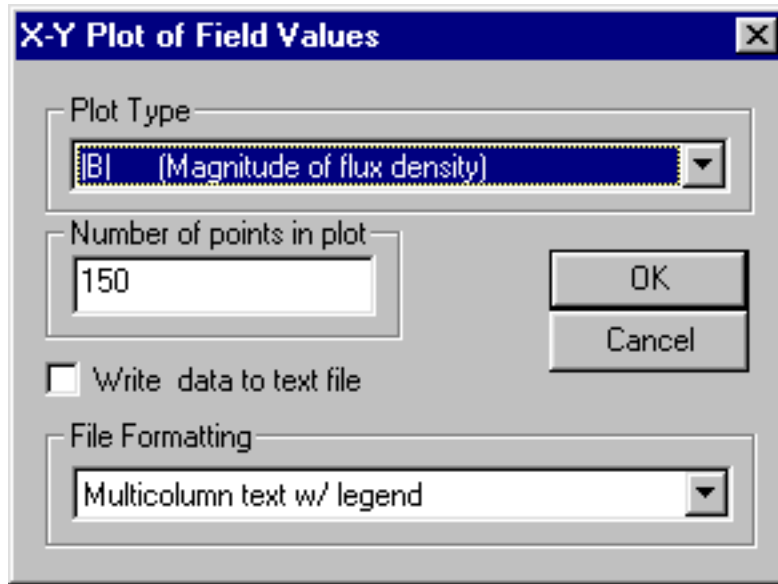 X-Y Plot of Field Values
Plot Type
|B| (Magnitude of flux density)
Number of points in plot
150
OK
Cancel
Write data to text file
File Formatting
Multicolumn text w/ legend